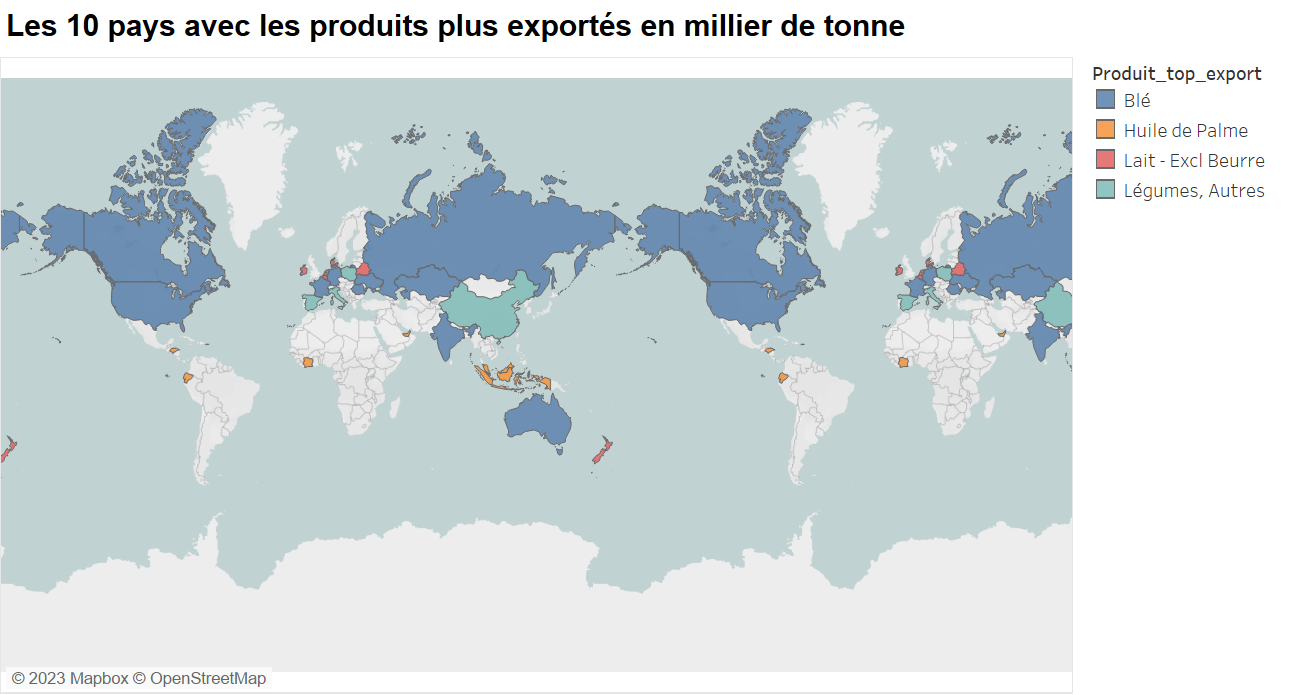 Les 10 pays avec les produits plus exportés en millier de tonne
Produit_top_export
Blé
Huile de Palme
Lait - Excl Beurre
Légumes, Autres
© 2023 Mapbox © OpenStreetMap